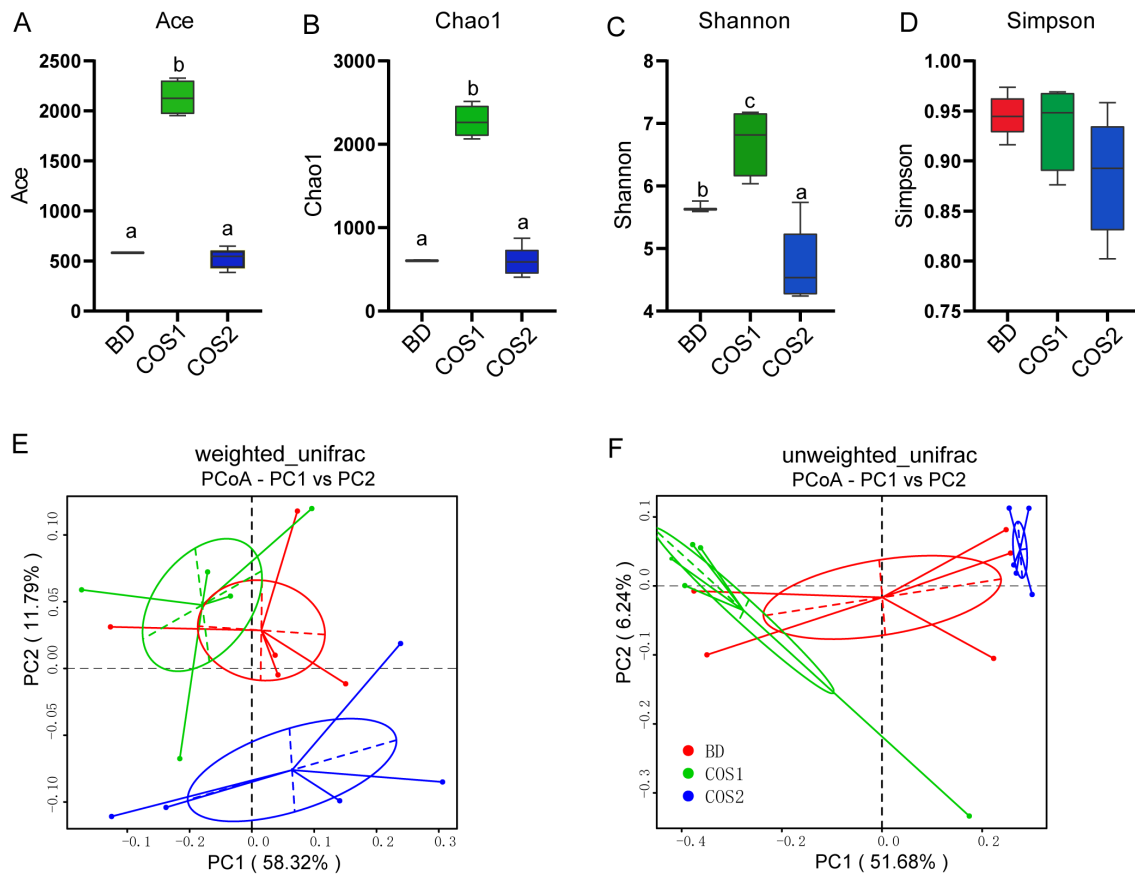 A
Ace
2500
2000
1500
1000
500
0
Ace
b
a
a
BD
COS1
COS2
B
Chao1
3000
2000
1000
0
Chao1
b
a
a
BD
COS1
COS2
C
Shannon
8
7
6
5
4
Shannon
c
b
a
BD
COS1
COS2
D
Simpson
1.00
0.95
0.90
0.85
0.80
0.75
Simpson
BD
COS1
COS2
E
weighted_unifrac
PCoA - PC1 vs PC2
0.10
0.05
0.00
−0.05
−0.10
PC2 ( 11.79% )
−0.1
−0.2
0.0
0.1
0.2
0.3
PC1 ( 58.32% )
F
unweighted_unifrac
PCoA - PC1 vs PC2
0.1
0.0
−0.1
−0.2
−0.3
PC2 ( 6.24% )
BD
COS1
COS2
−0.4
−0.2
0.0
0.2
PC1 ( 51.68% )